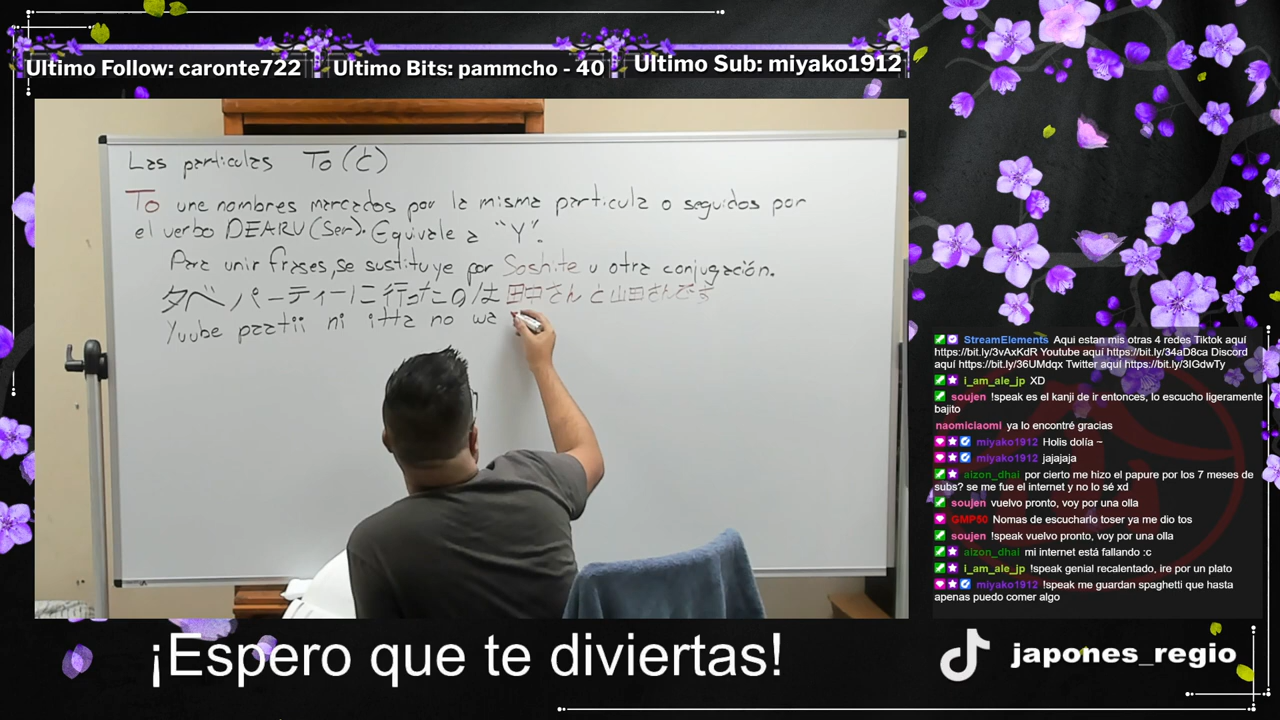 Ultimo Follow: caronte722
Ultimo Bits: pammcho - 40
Ultimo Sub: miyako1912
Las particulas To (と)
To une nombres marcados por la misma particula o seguidos por
el verbo DEARU (Ser). Equivale a "Y".
Para unir frases, se sustituye por Soshite u otra conjugación.
夕べパーティーに行ったのは田中さんと山田さんです
Yuube paatii ni itta no wa
StreamElements Aqui estan mis otras 4 redes Tiktok aquí
https://bit.ly/3vAxKdR Youtube aquí https://bit.ly/34aD8ca Discord
aquí https://bit.ly/36UMdqx Twitter aquí https://bit.ly/3IGdwTy
i_am_ale_jp XD
soujen !speak es el kanji de ir entonces, lo escucho ligeramente
bajito
naomiciaomi ya lo encontré gracias
miyako1912 Holis dolía ~
miyako1912 jajajaja
aizon_dhai por cierto me hizo el papure por los 7 meses de
subs? se me fue el internet y no lo sé xd
soujen vuelvo pronto, voy por una olla
GMP50 Nomas de escucharlo toser ya me dio tos
soujen !speak vuelvo pronto, voy por una olla
aizon_dhai mi internet está fallando :c
i_am_ale_jp !speak genial recalentado, ire por un plato
miyako1912 !speak me guardan spaghetti que hasta
apenas puedo comer algo
¡Espero que te diviertas!
japones_regio